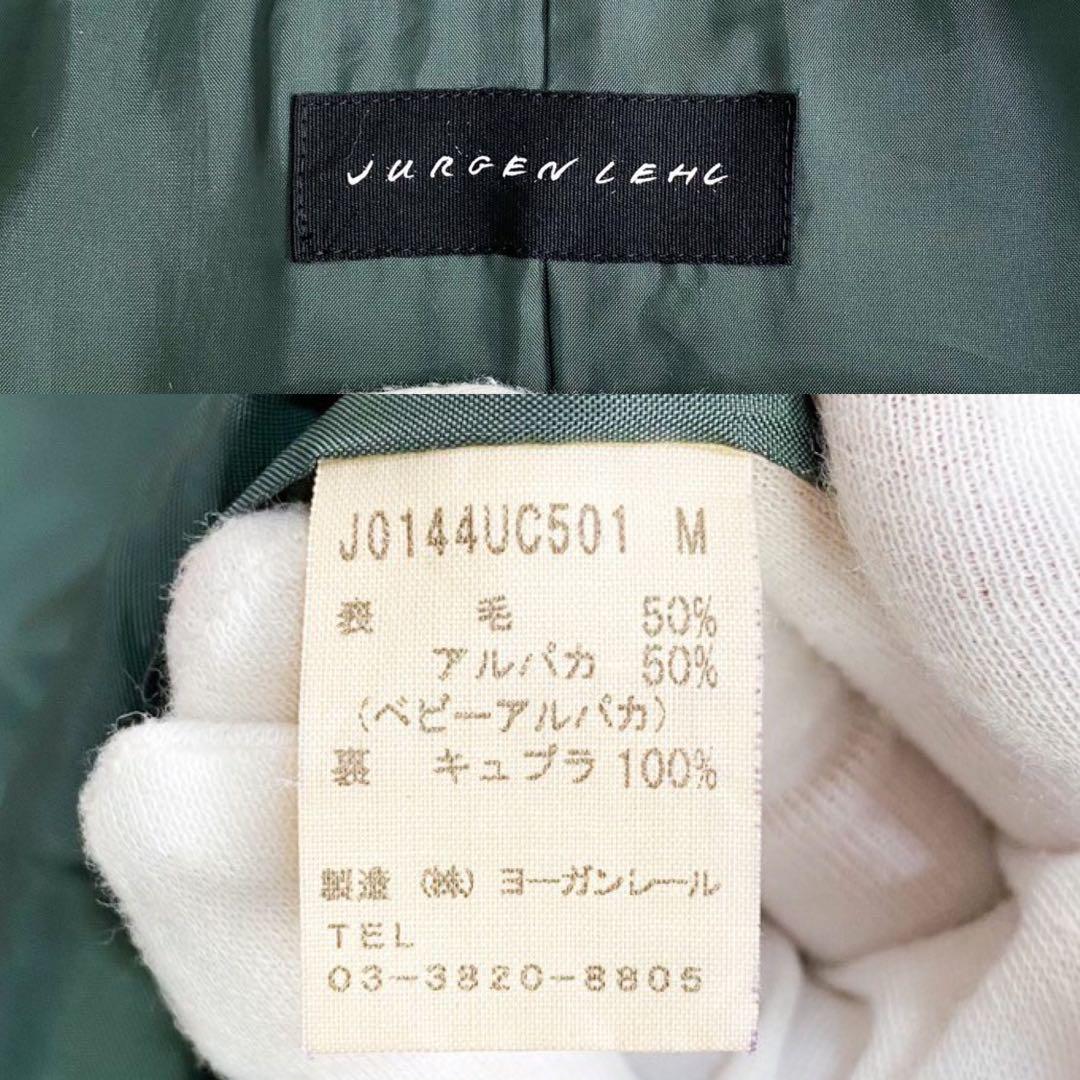 JURGEN LEHL
J0144UC501 M
表 毛 50%
アルパカ 50%
(ベビーアルパカ)
裏 キュプラ 100%
製造 (株) ヨーガンレール
TEL
03-3820-8805